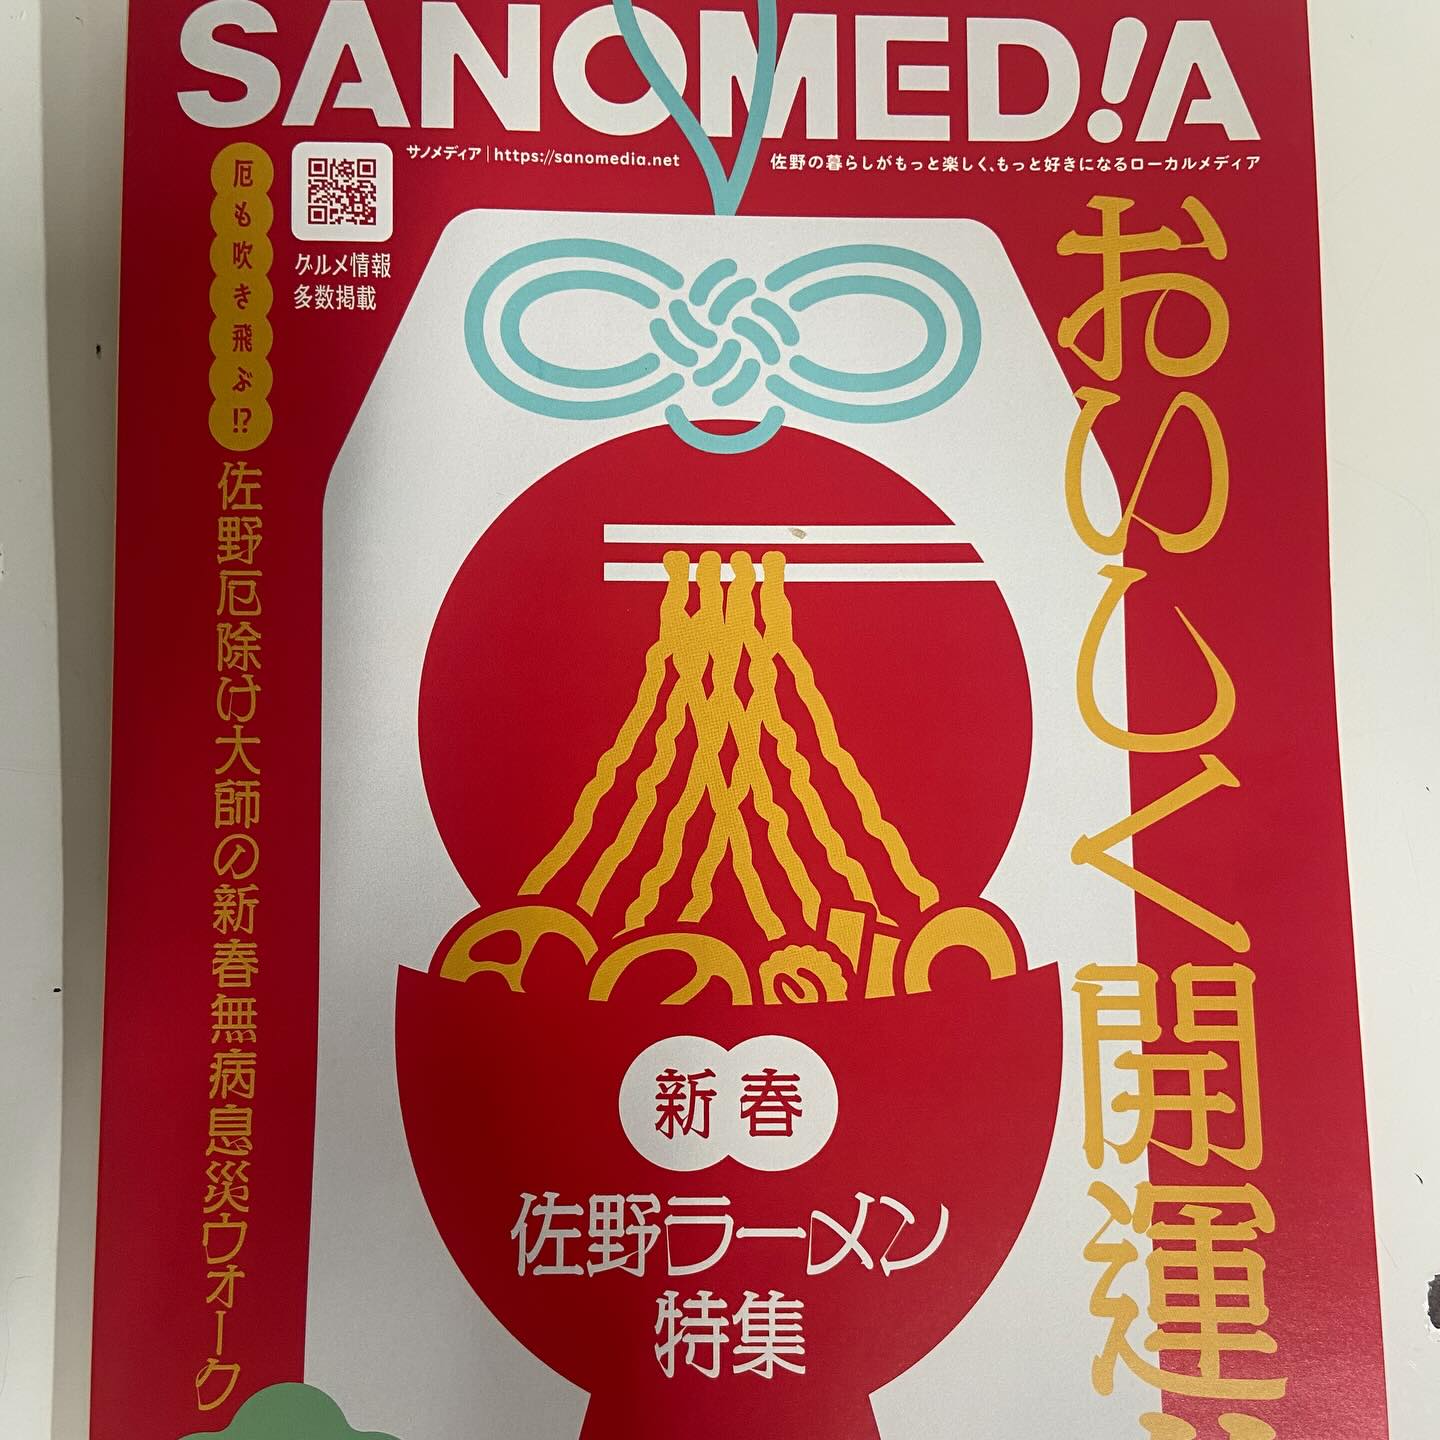 SANOMED!A
サノメディア｜https://sanomedia.net
佐野の暮らしがもっと楽しく、もっと好きになるローカルメディア
おいしく開運
グルメ情報
多数掲載
厄も吹き飛ぶ!?
佐野厄除け大師の新春無病息災ウォーク
新春
佐野ラーメン
特集